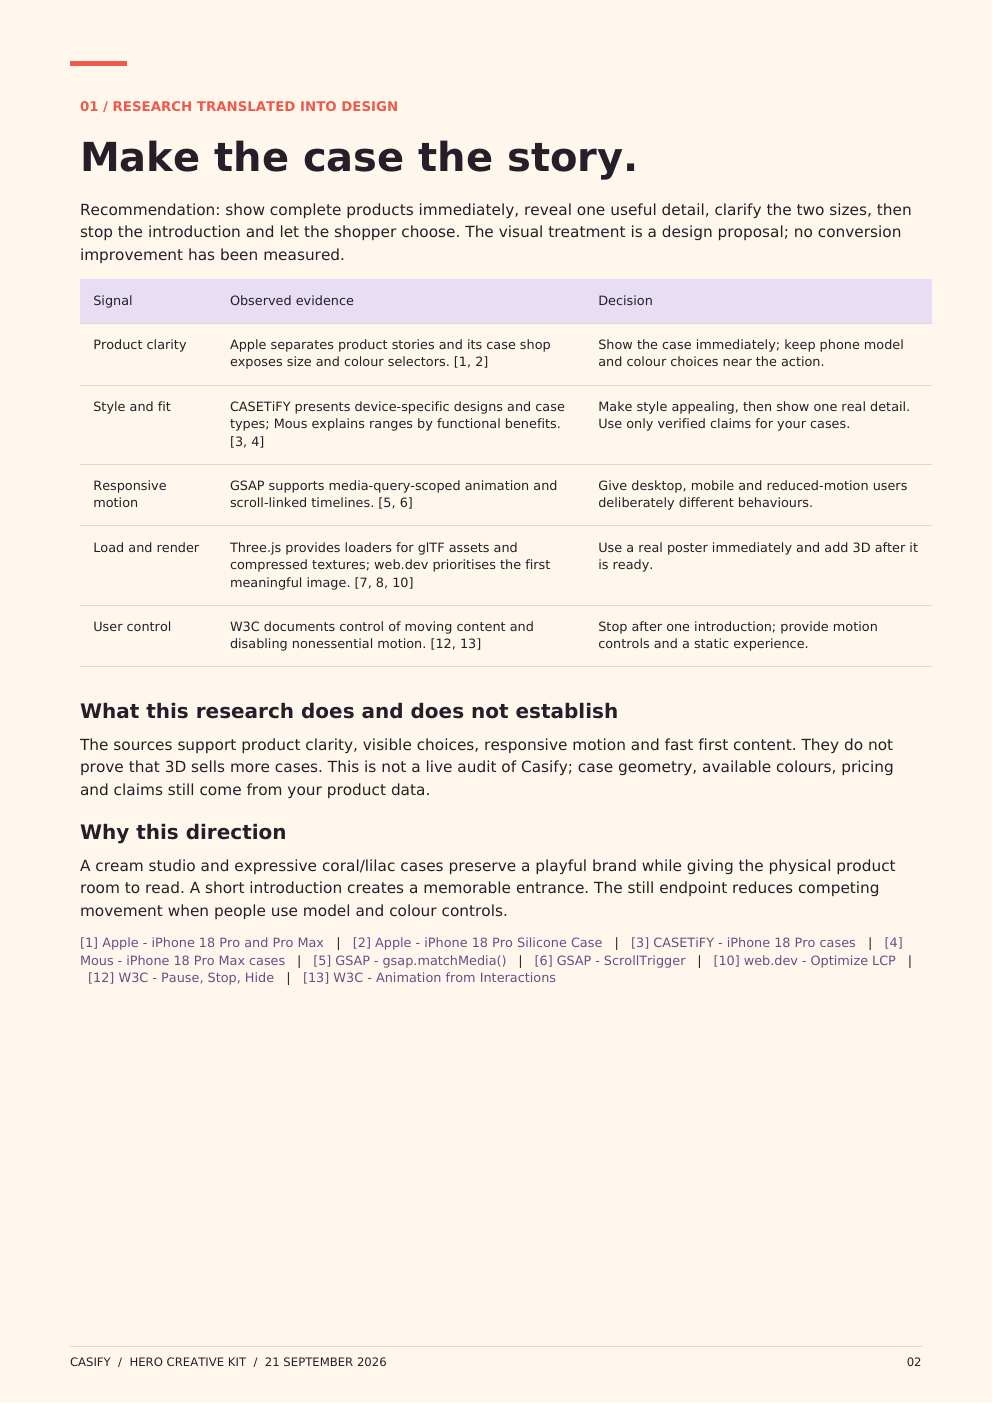 01 / RESEARCH TRANSLATED INTO DESIGN
Make the case the story.
Recommendation: show complete products immediately, reveal one useful detail, clarify the two sizes, then
stop the introduction and let the shopper choose. The visual treatment is a design proposal; no conversion
improvement has been measured.
Signal Observed evidence Decision
Product clarity Apple separates product stories and its case shop Show the case immediately; keep phone model
exposes size and colour selectors. [1, 2] and colour choices near the action.
Style and fit CASETiFY presents device-specific designs and case Make style appealing, then show one real detail.
types; Mous explains ranges by functional benefits. Use only verified claims for your cases.
[3, 4]
Responsive GSAP supports media-query-scoped animation and Give desktop, mobile and reduced-motion users
motion scroll-linked timelines. [5, 6] deliberately different behaviours.
Load and render Three.js provides loaders for glTF assets and Use a real poster immediately and add 3D after it
compressed textures; web.dev prioritises the first is ready.
meaningful image. [7, 8, 10]
User control W3C documents control of moving content and Stop after one introduction; provide motion
disabling nonessential motion. [12, 13] controls and a static experience.
What this research does and does not establish
The sources support product clarity, visible choices, responsive motion and fast first content. They do not
prove that 3D sells more cases. This is not a live audit of Casify; case geometry, available colours, pricing
and claims still come from your product data.
Why this direction
A cream studio and expressive coral/lilac cases preserve a playful brand while giving the physical product
room to read. A short introduction creates a memorable entrance. The still endpoint reduces competing
movement when people use model and colour controls.
[1] Apple - iPhone 18 Pro and Pro Max | [2] Apple - iPhone 18 Pro Silicone Case | [3] CASETiFY - iPhone 18 Pro cases | [4]
Mous - iPhone 18 Pro Max cases | [5] GSAP - gsap.matchMedia() | [6] GSAP - ScrollTrigger | [10] web.dev - Optimize LCP |
[12] W3C - Pause, Stop, Hide | [13] W3C - Animation from Interactions
CASIFY / HERO CREATIVE KIT / 21 SEPTEMBER 2026 02